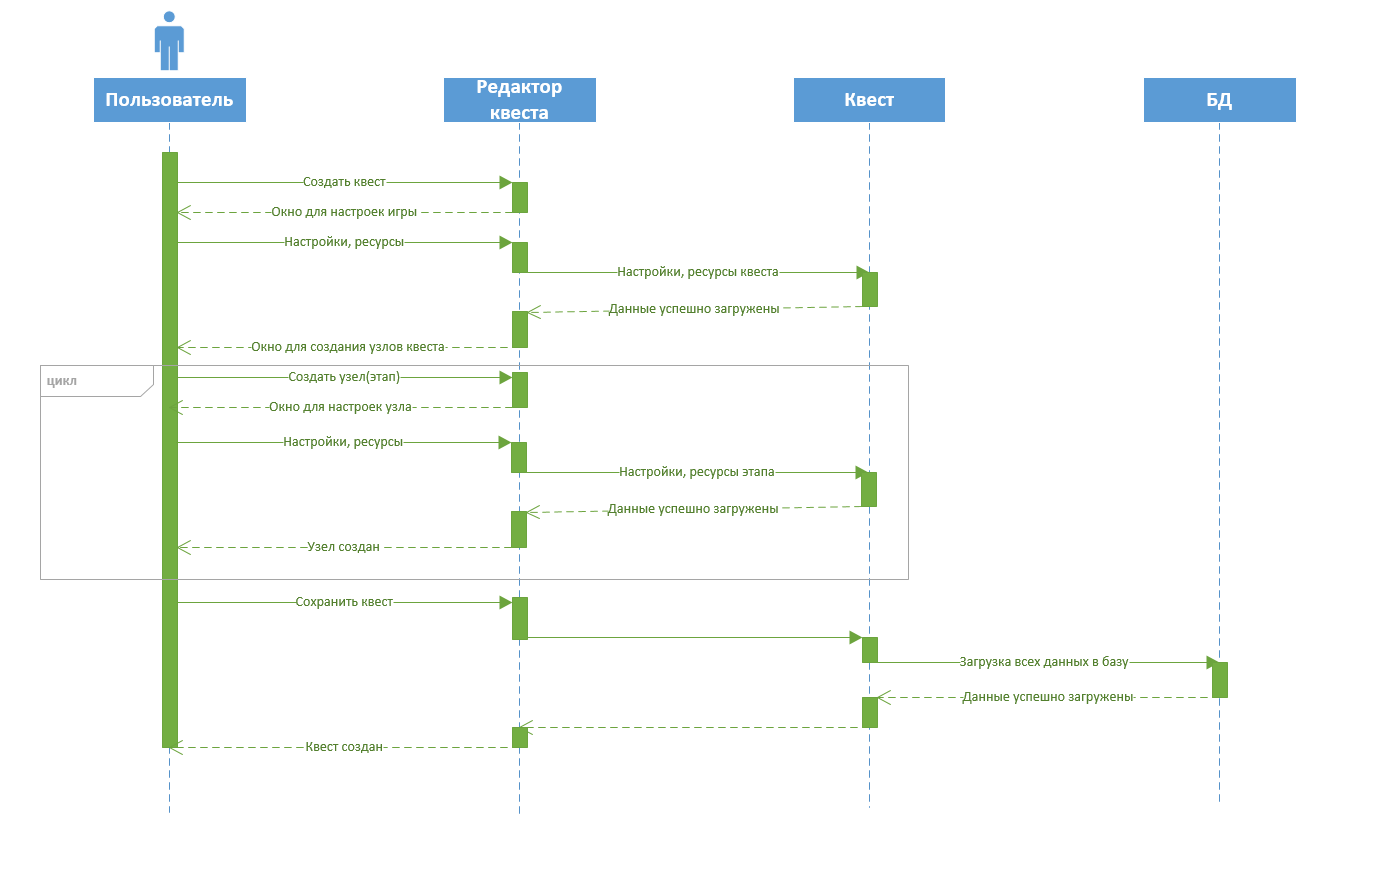 Пользователь
Редактор
квеста
Квест
БД
Создать квест
Окно для настроек игры
Настройки, ресурсы
Настройки, ресурсы квеста
Данные успешно загружены
Окно для создания узлов квеста
цикл
Создать узел(этап)
Окно для настроек узла
Настройки, ресурсы
Настройки, ресурсы этапа
Данные успешно загружены
Узел создан
Сохранить квест
Загрузка всех данных в базу
Данные успешно загружены
Квест создан